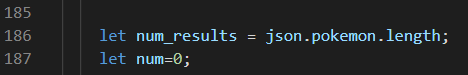 185
186 let num_results = json.pokemon.length;
187 let num=0;